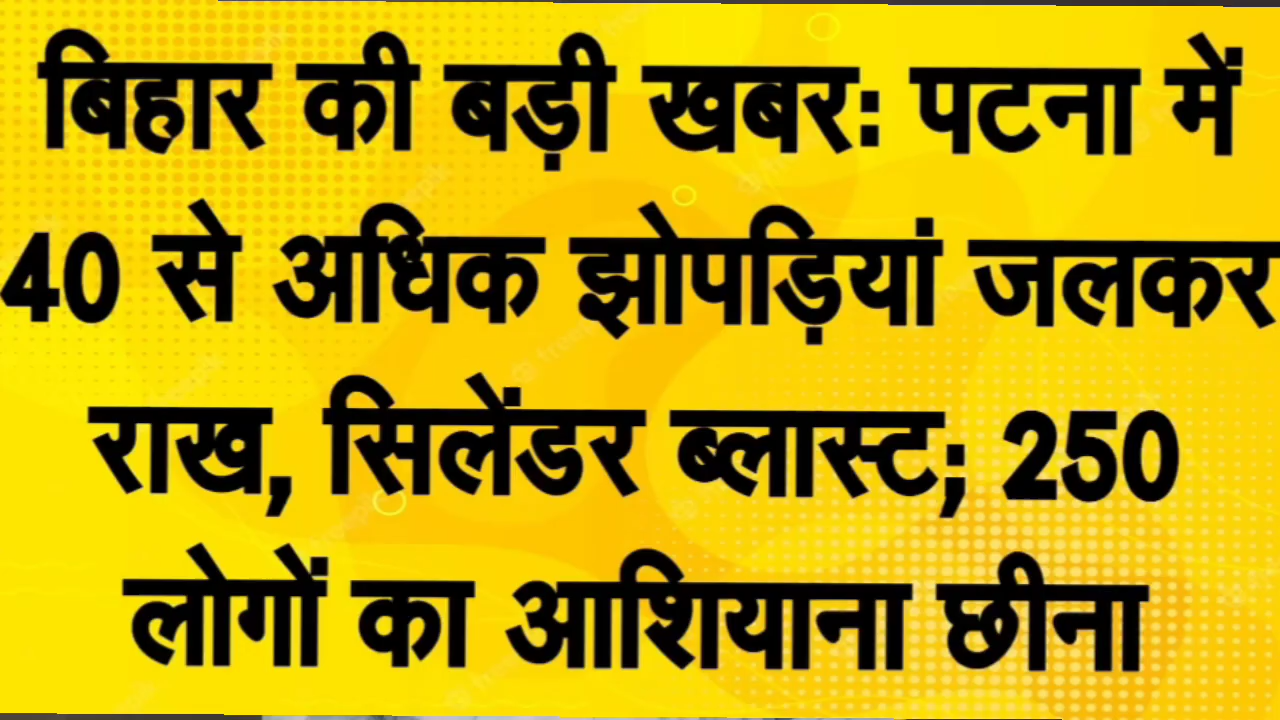 बिहार की बड़ी खबरः पटना में
40 से अधिक झोपड़ियां जलकर
राख, सिलेंडर ब्लास्ट; 250
लोगों का आशियाना छीना